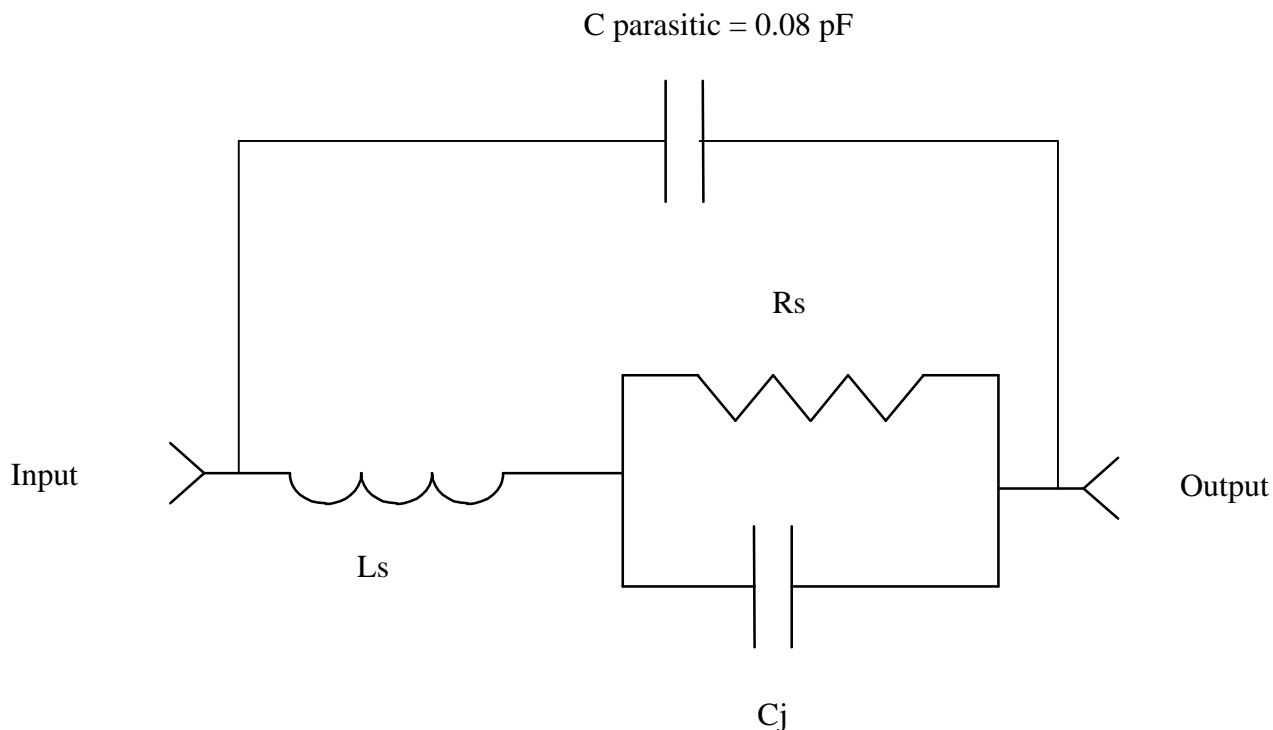 C parasitic = 0.08 pF
Rs
Input
Output
Ls
Cj